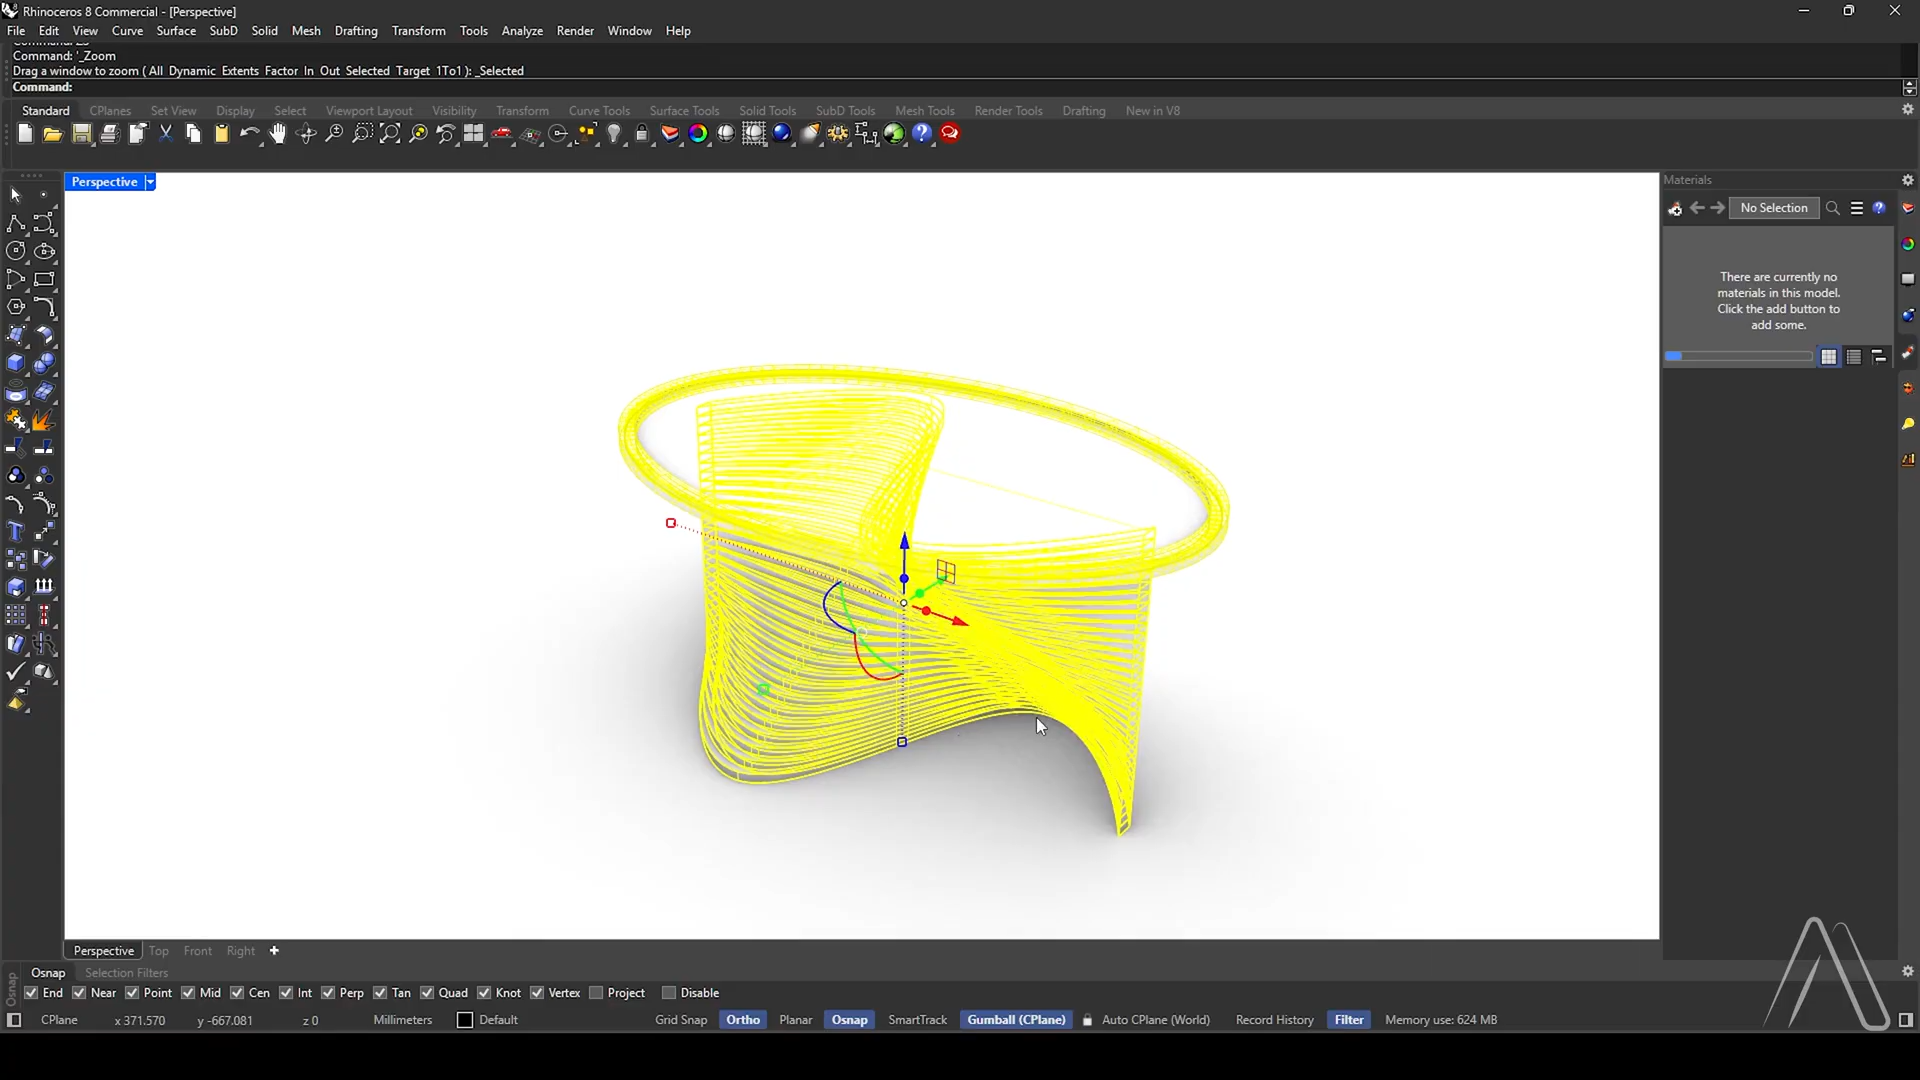 Rhinoceros 8 Commercial - [Perspective]
File Edit View Curve Surface SubD Solid Mesh Drafting Transform Tools Analyze Render Window Help
Command: '_Zoom
Drag a window to zoom ( All Dynamic Extents Factor In Out Selected Target 1To1 ): _Selected
Command:
Standard CPlanes Set View Display Select Viewport Layout Visibility Transform Curve Tools Surface Tools Solid Tools SubD Tools Mesh Tools Render Tools Drafting New in V8
Perspective
Materials
No Selection
There are currently no
materials in this model.
Click the add button to
add some.
Perspective Top Front Right
Osnap Selection Filters
Osnap
End Near Point Mid Cen Int Perp Tan Quad Knot Vertex Project Disable
CPlane x 371.570 y -667.081 z 0 Millimeters Default Grid Snap Ortho Planar Osnap SmartTrack Gumball (CPlane) Auto CPlane (World) Record History Filter Memory use: 624 MB